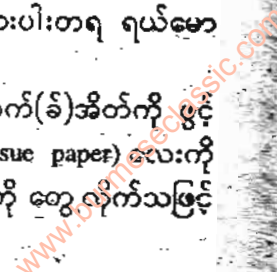 ားပါးတရ ရယ်မော
က်(ခ်)အိတ်ကို ဖွင့်
sue paper) လေးကို
ကို တွေ့လိုက်သဖြင့်
www.burmeseclassic.com